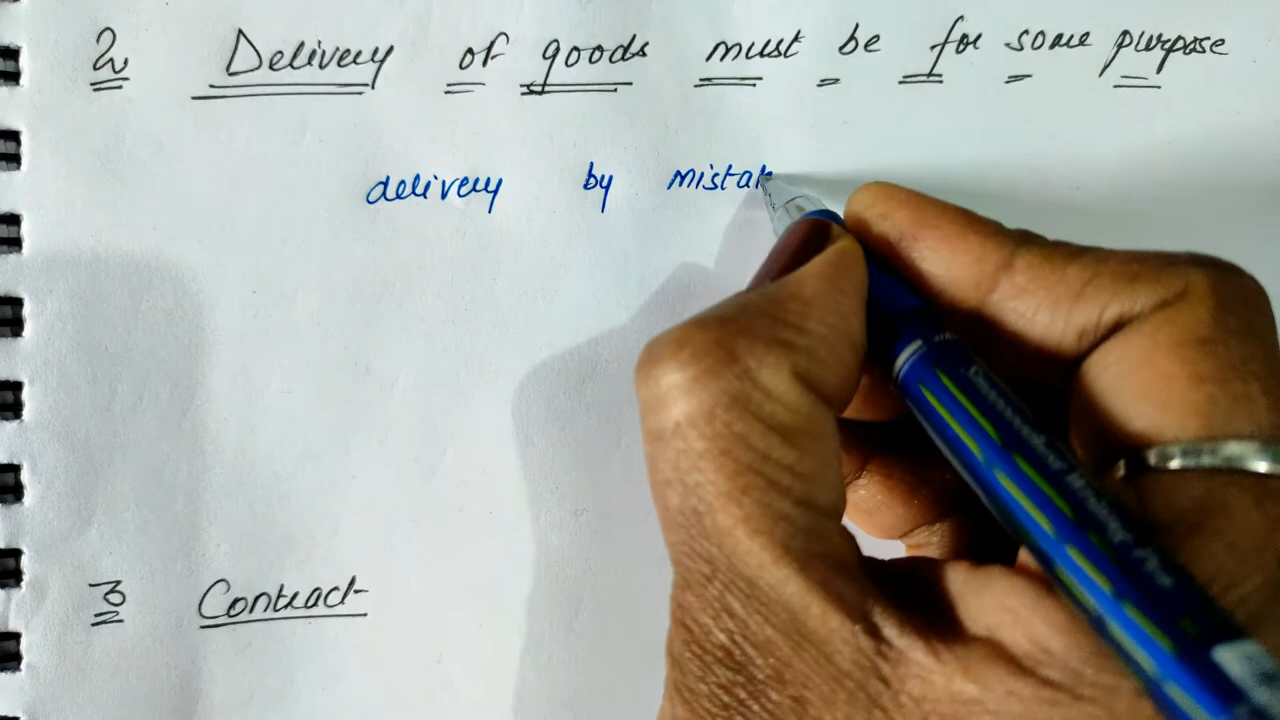 2 Delivery of goods must be for some purpose
delivery by mistak
3 Contract